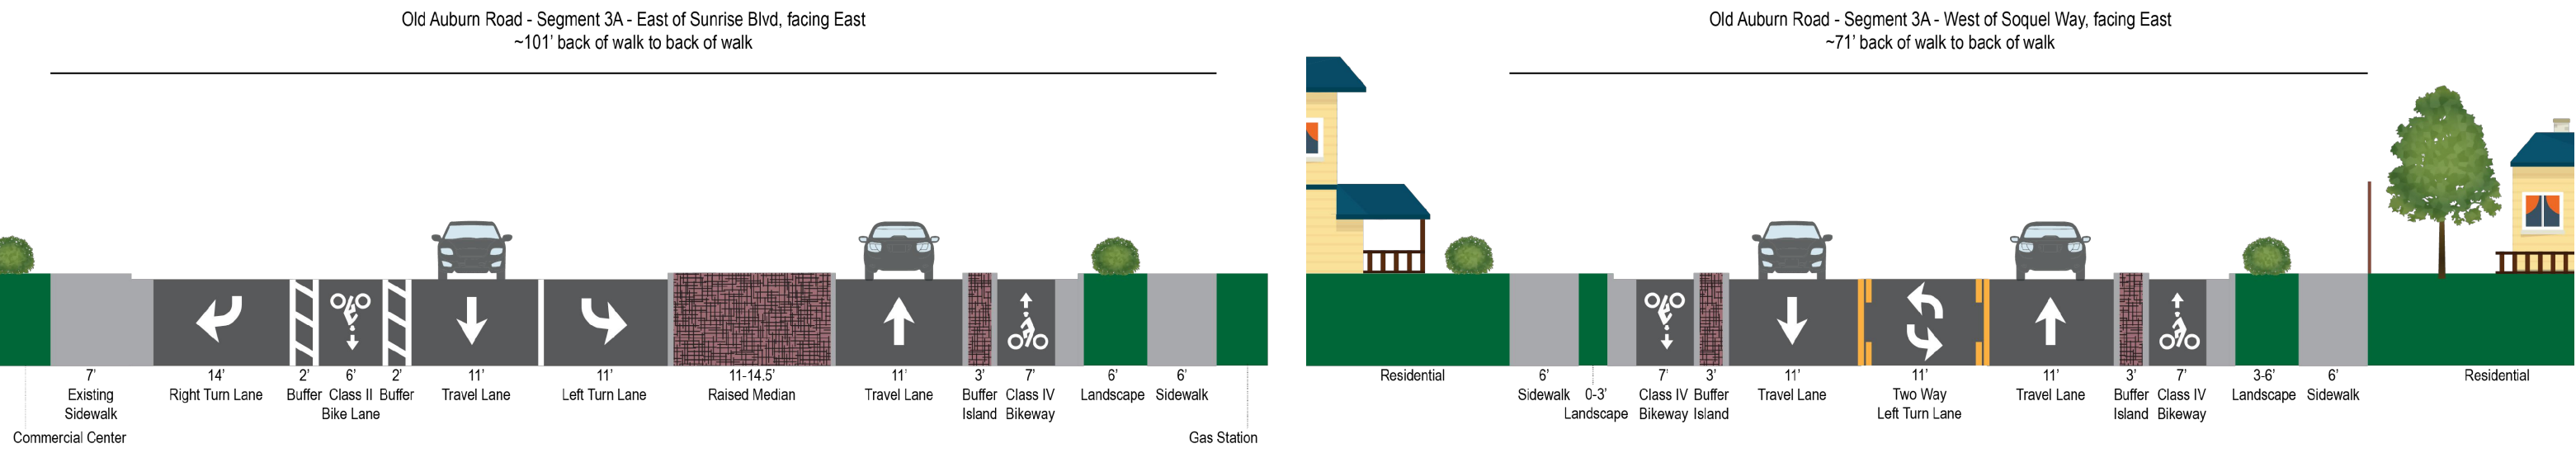 Old Auburn Road - Segment 3A - East of Sunrise Blvd, facing East
~101' back of walk to back of walk
7' 14' 2' 6' 2' 11' 11' 11-14.5' 11' 3' 7' 6' 6'
Existing Right Turn Lane Buffer Class II Buffer Travel Lane Left Turn Lane Raised Median Travel Lane Buffer Class IV Landscape Sidewalk
Sidewalk Bike Lane Island Bikeway
Commercial Center Gas Station
Old Auburn Road - Segment 3A - West of Soquel Way, facing East
~71' back of walk to back of walk
Residential 6' 7' 3' 11' 11' 11' 3' 7' 3-6' 6' Residential
Sidewalk 0-3' Class IV Buffer Travel Lane Two Way Travel Lane Buffer Class IV Landscape Sidewalk
Landscape Bikeway Island Left Turn Lane Island Bikeway